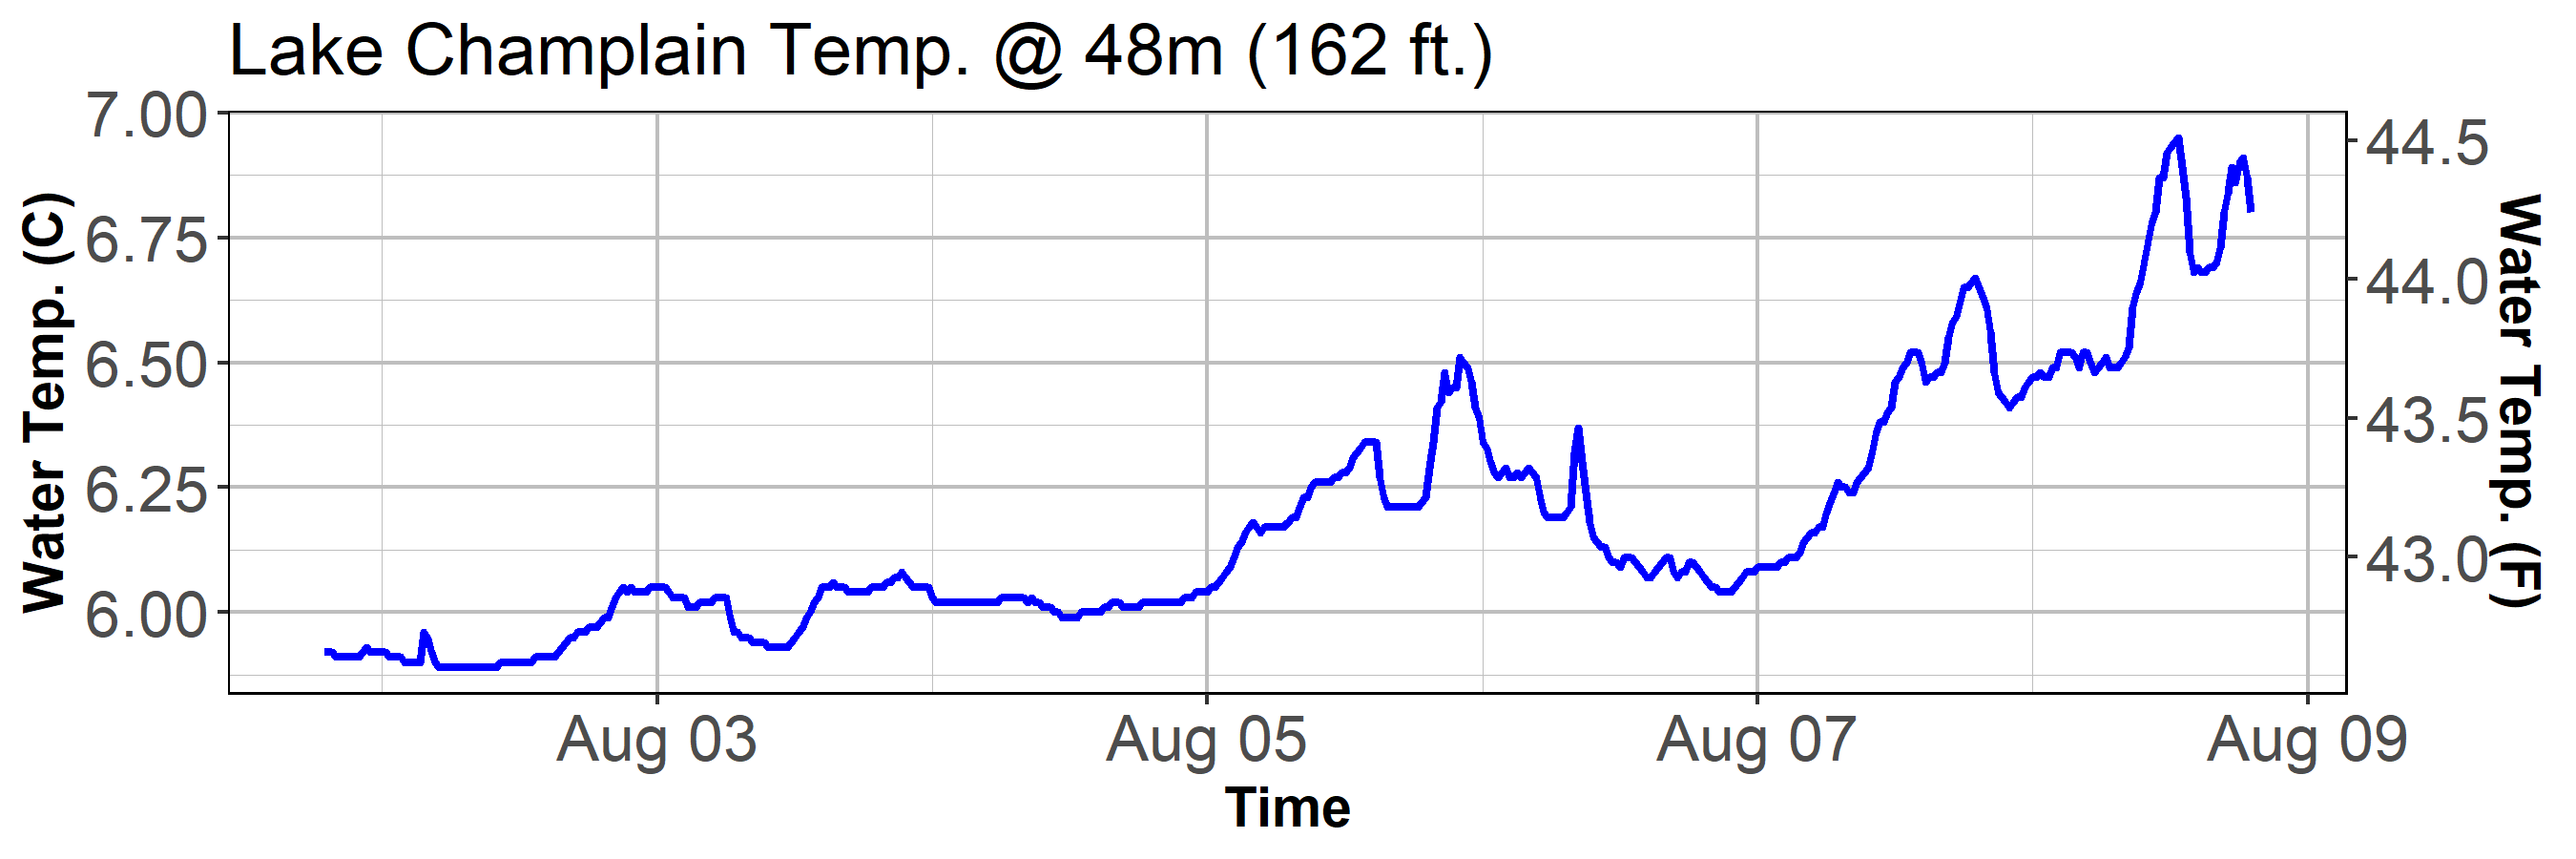 Lake Champlain Temp. @ 48m (162 ft.)
Water Temp. (C)
7.00
6.75
6.50
6.25
6.00
44.5
44.0
43.5
43.0
Water Temp. (F)
Aug 03 Aug 05 Aug 07 Aug 09
Time